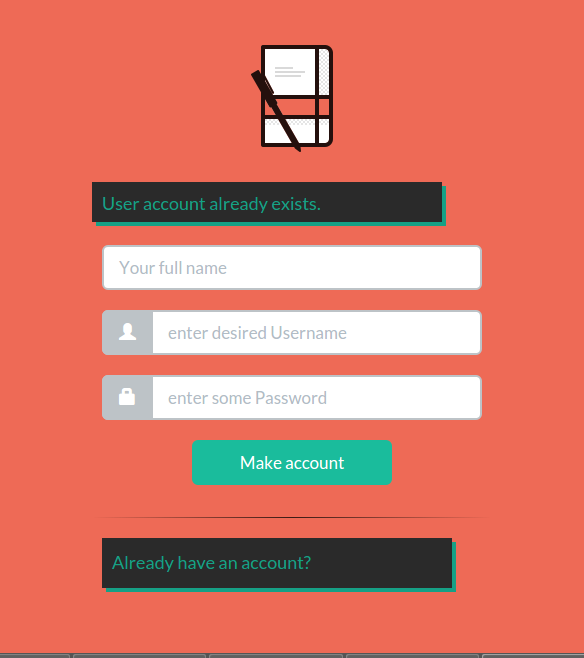 User account already exists.
Your full name
enter desired Username
enter some Password
Make account
Already have an account?